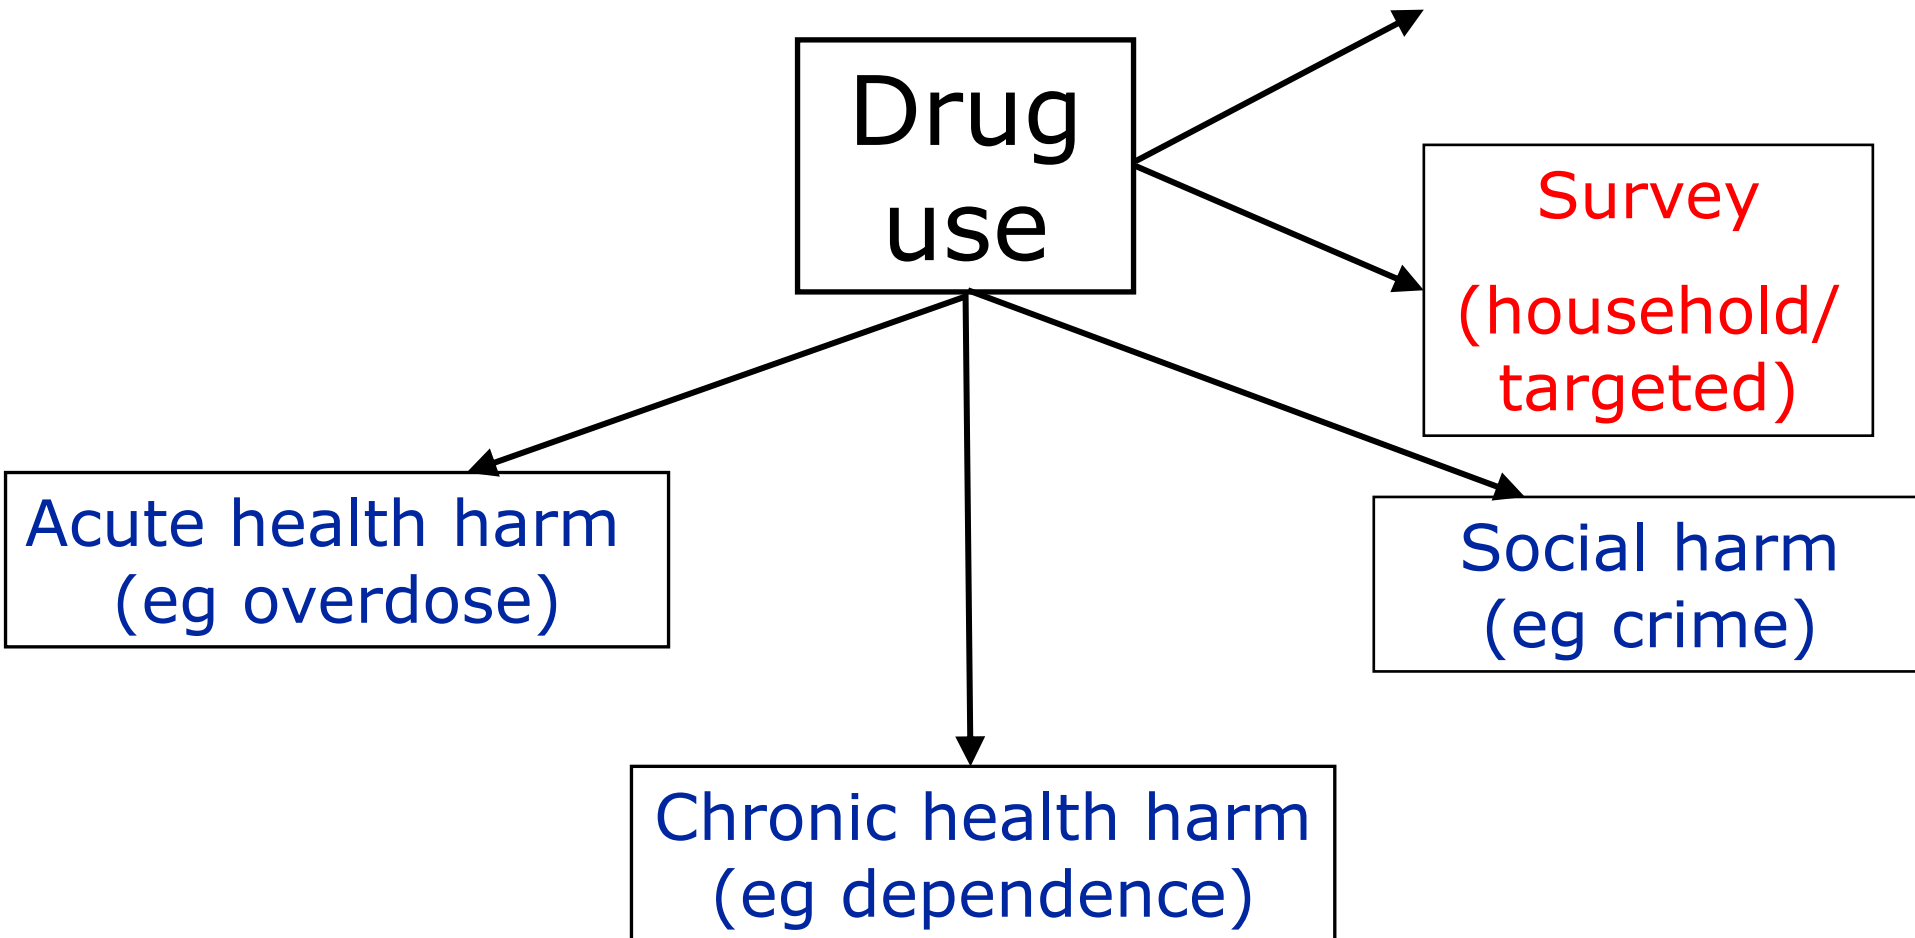 Drug
use
Survey
(household/
targeted)
Acute health harm
(eg overdose)
Social harm
(eg crime)
Chronic health harm
(eg dependence)